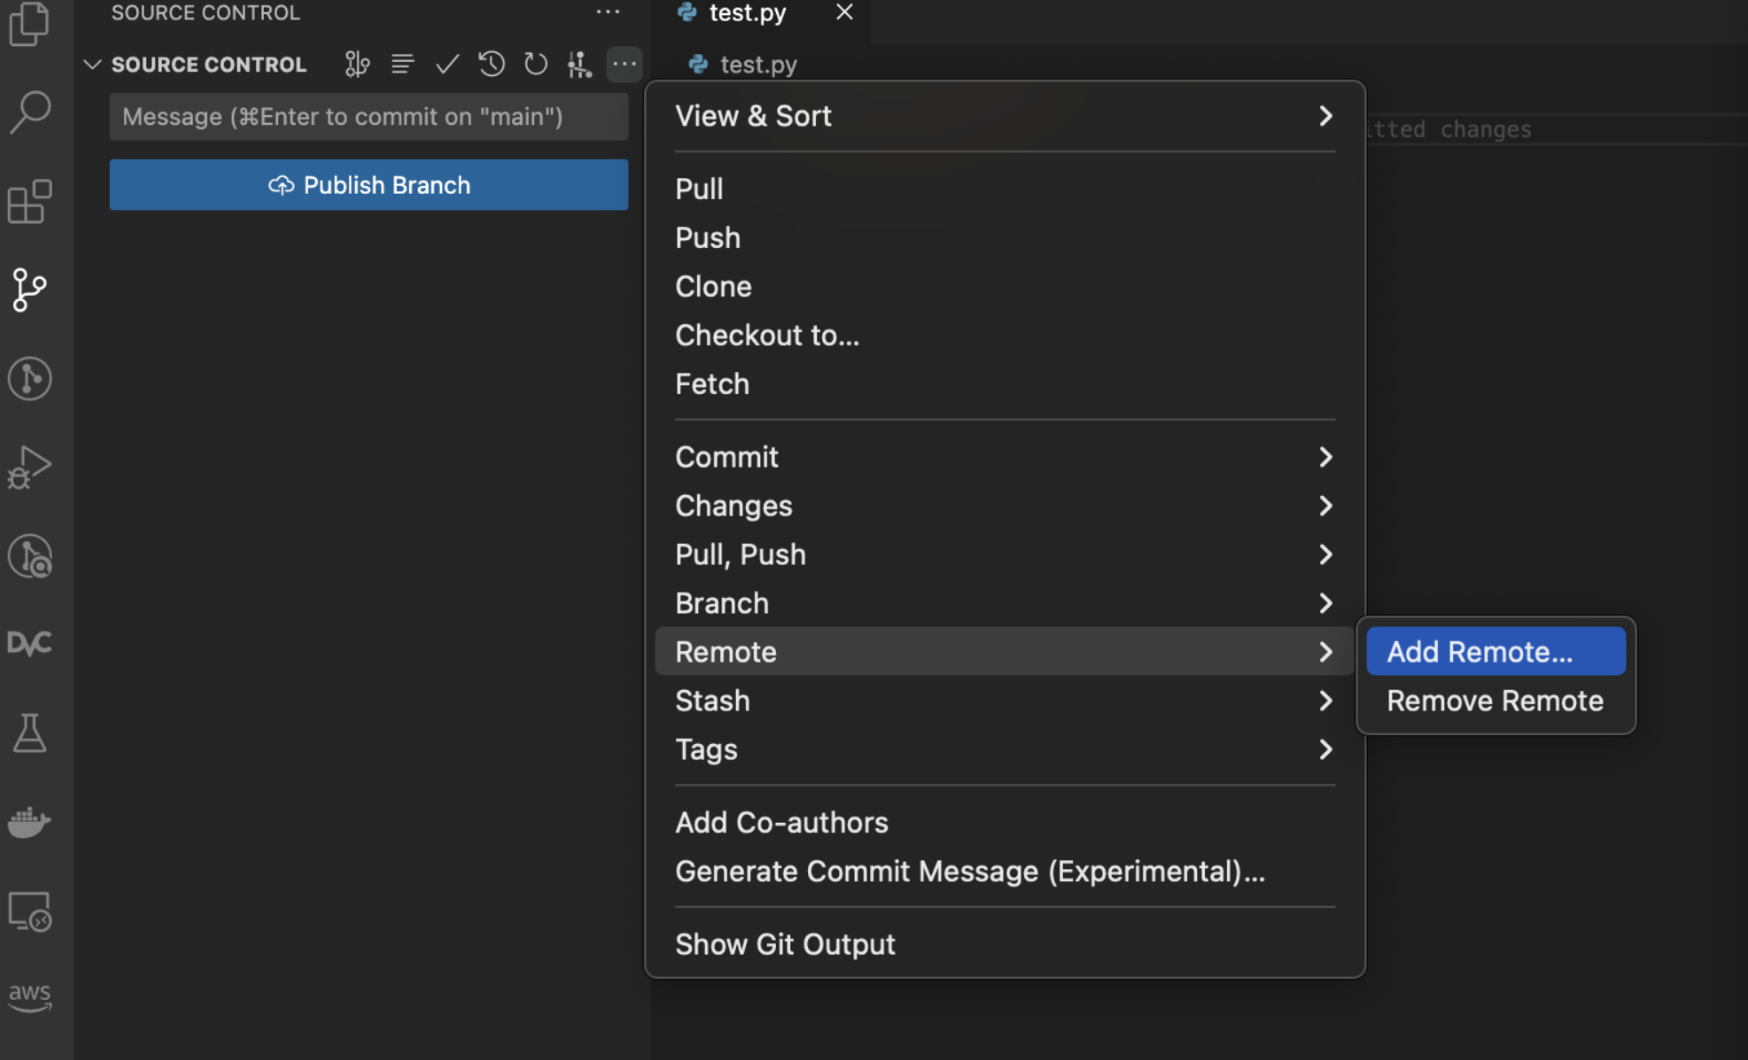 SOURCE CONTROL
test.py
SOURCE CONTROL
test.py
Message (⌘Enter to commit on "main")
Publish Branch
View & Sort
Pull
Push
Clone
Checkout to...
Fetch
Commit
Changes
Pull, Push
Branch
Remote
Stash
Tags
Add Co-authors
Generate Commit Message (Experimental)...
Show Git Output
Add Remote...
Remove Remote
itted changes
DVC
aws